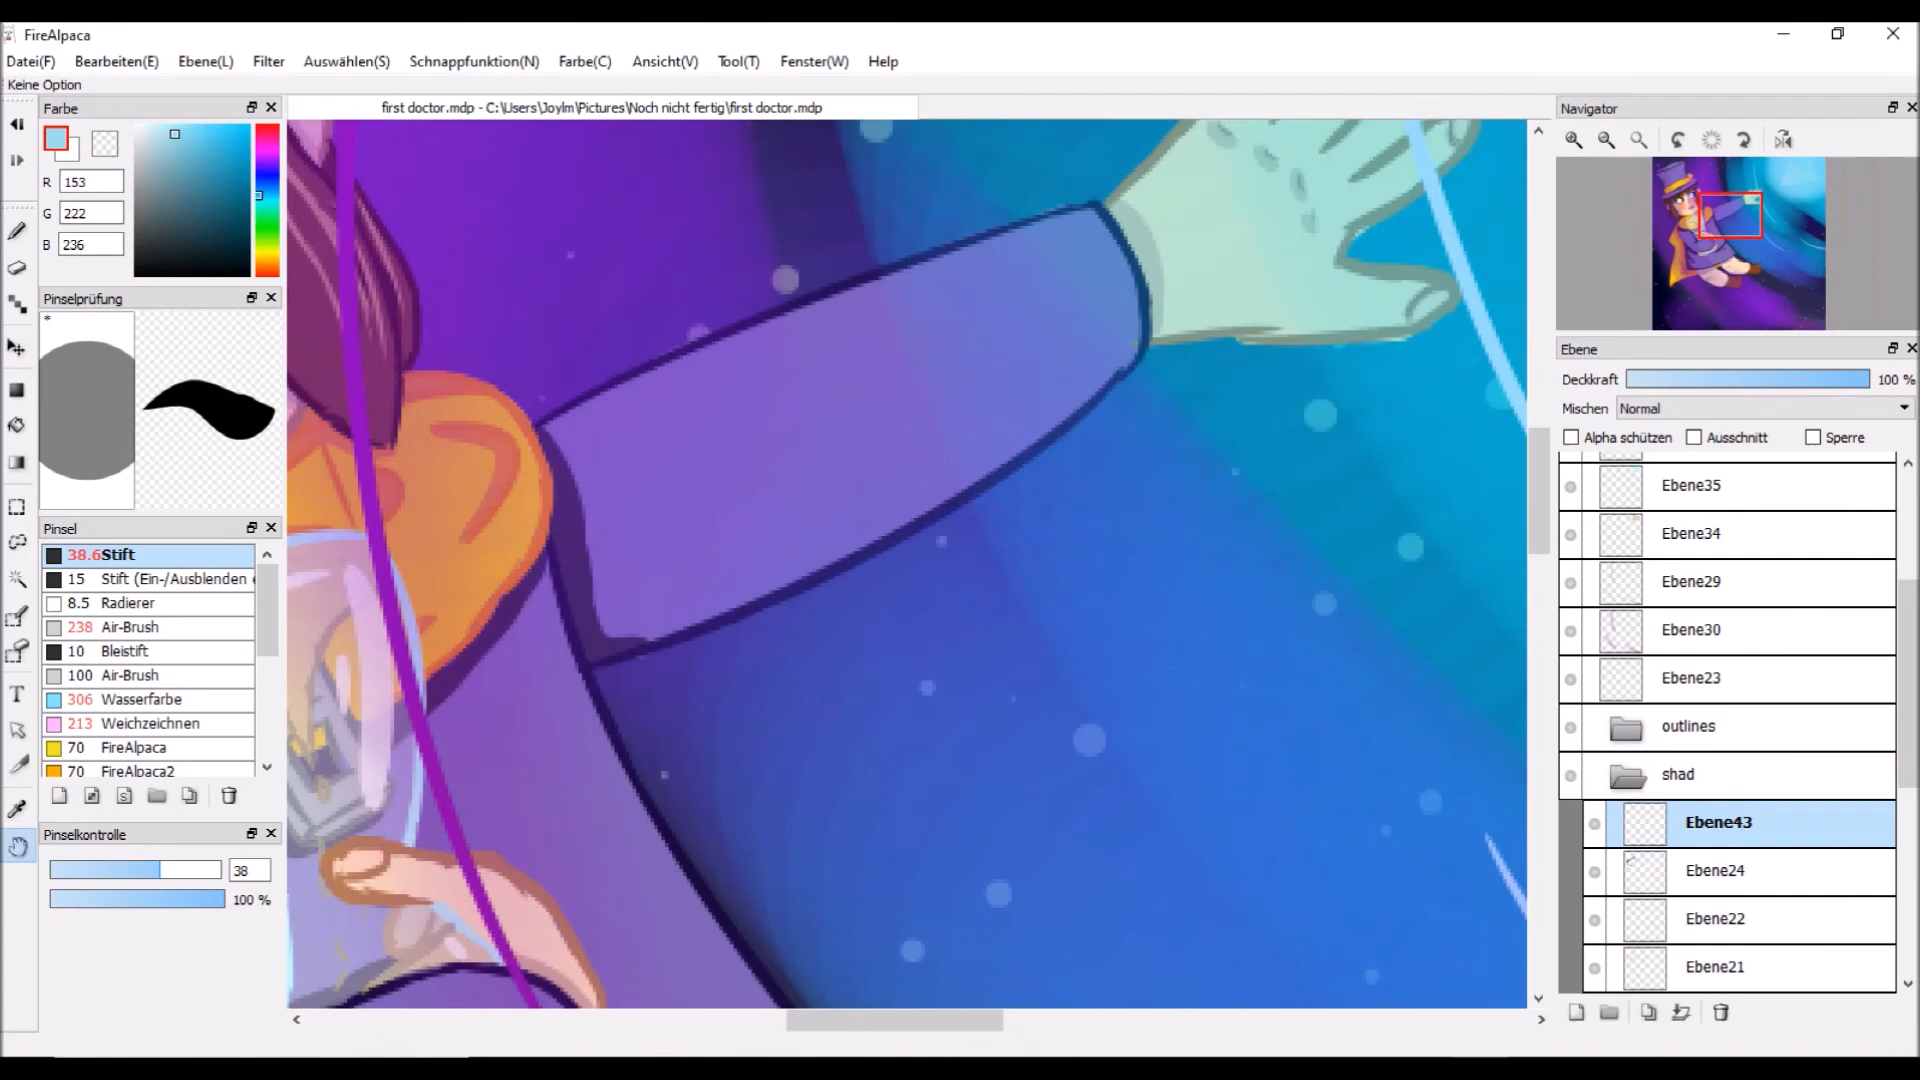 FireAlpaca
Datei(F) Bearbeiten(E) Ebene(L) Filter Auswählen(S) Schnappfunktion(N) Farbe(C) Ansicht(V) Tool(T) Fenster(W) Help
Keine Option
Farbe
first doctor.mdp - C:\Users\Joylm\Pictures\Noch nicht fertig\first doctor.mdp
Navigator
R 153
G 222
B 236
Pinselprüfung
*
Pinsel
38.6 Stift
15 Stift (Ein-/Ausblenden
8.5 Radierer
238 Air-Brush
10 Bleistift
100 Air-Brush
306 Wasserfarbe
213 Weichzeichnen
70 FireAlpaca
70 FireAlpaca2
S
Pinselkontrolle
38
100 %
T
Ebene
Deckkraft 100 %
Mischen Normal
Alpha schützen Ausschnitt Sperre
Ebene35
Ebene34
Ebene29
Ebene30
Ebene23
outlines
shad
Ebene43
Ebene24
Ebene22
Ebene21